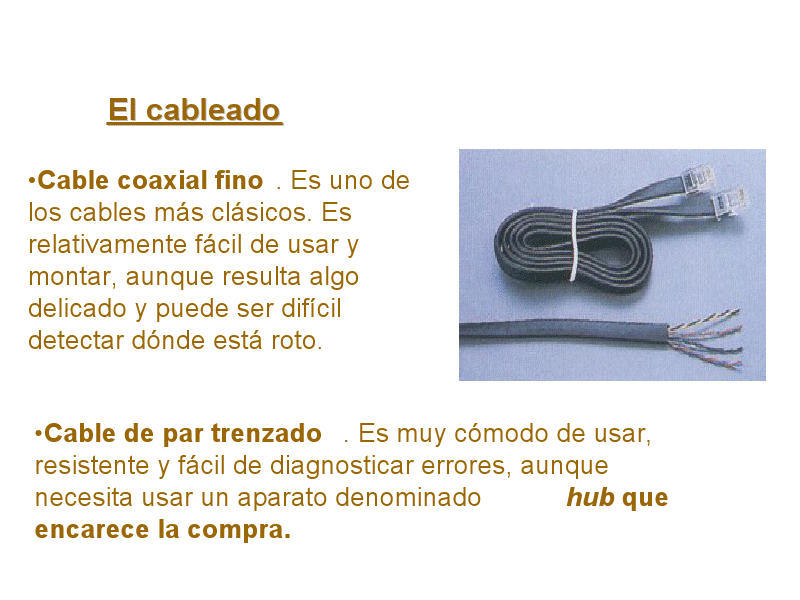 El cableado
•Cable coaxial fino . Es uno de
los cables más clásicos. Es
relativamente fácil de usar y
montar, aunque resulta algo
delicado y puede ser difícil
detectar dónde está roto.
•Cable de par trenzado . Es muy cómodo de usar,
resistente y fácil de diagnosticar errores, aunque
necesita usar un aparato denominado hub que
encarece la compra.